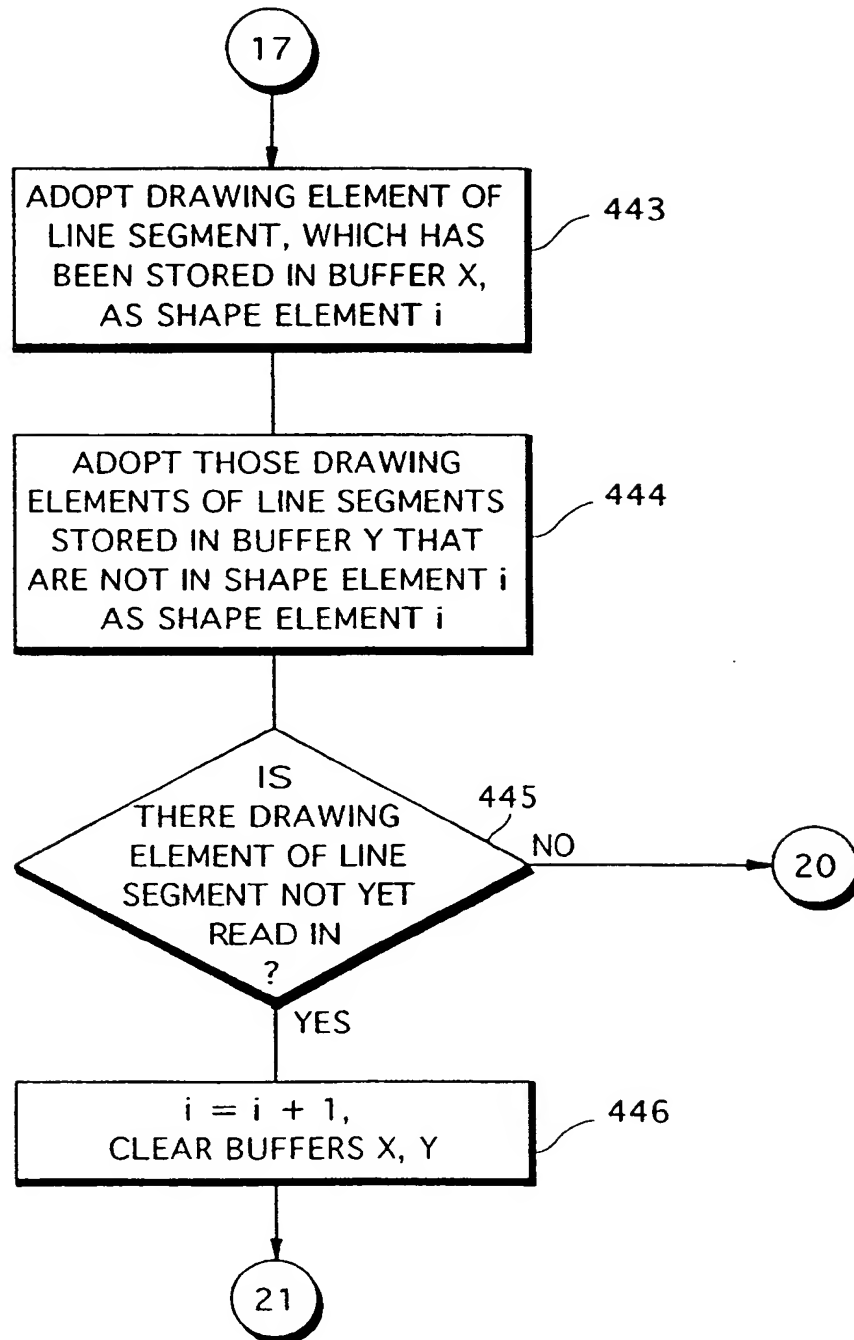 17
ADOPT DRAWING ELEMENT OF
LINE SEGMENT, WHICH HAS
BEEN STORED IN BUFFER X,
AS SHAPE ELEMENT i
443
ADOPT THOSE DRAWING
ELEMENTS OF LINE SEGMENTS
STORED IN BUFFER Y THAT
ARE NOT IN SHAPE ELEMENT i
AS SHAPE ELEMENT i
444
IS
THERE DRAWING
ELEMENT OF LINE
SEGMENT NOT YET
READ IN
?
445
NO
20
YES
i = i + 1,
CLEAR BUFFERS X, Y
446
21